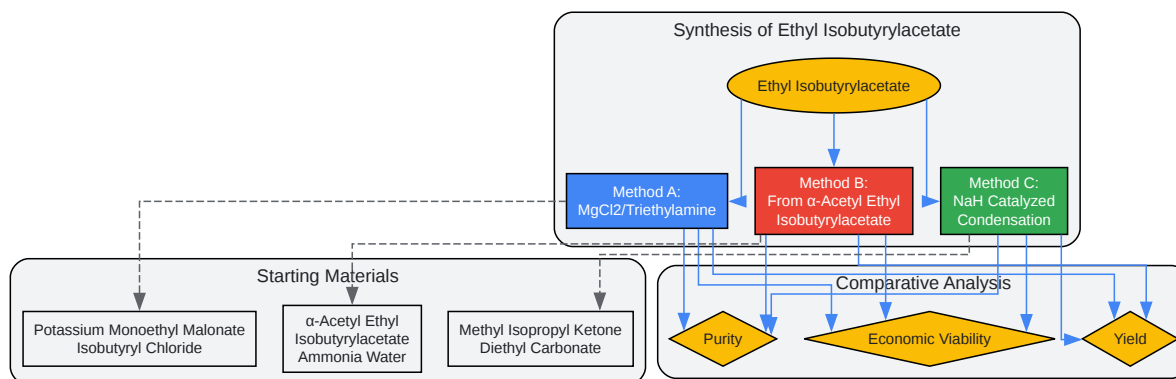 Synthesis of Ethyl Isobutyrylacetate
Ethyl Isobutyrylacetate
Method A:
MgCl2/Triethylamine
Method B:
From α-Acetyl Ethyl
Isobutyrylacetate
Method C:
NaH Catalyzed
Condensation
Starting Materials
Potassium Monoethyl Malonate
Isobutyryl Chloride
α-Acetyl Ethyl
Isobutyrylacetate
Ammonia Water
Methyl Isopropyl Ketone
Diethyl Carbonate
Comparative Analysis
Purity
Economic Viability
Yield